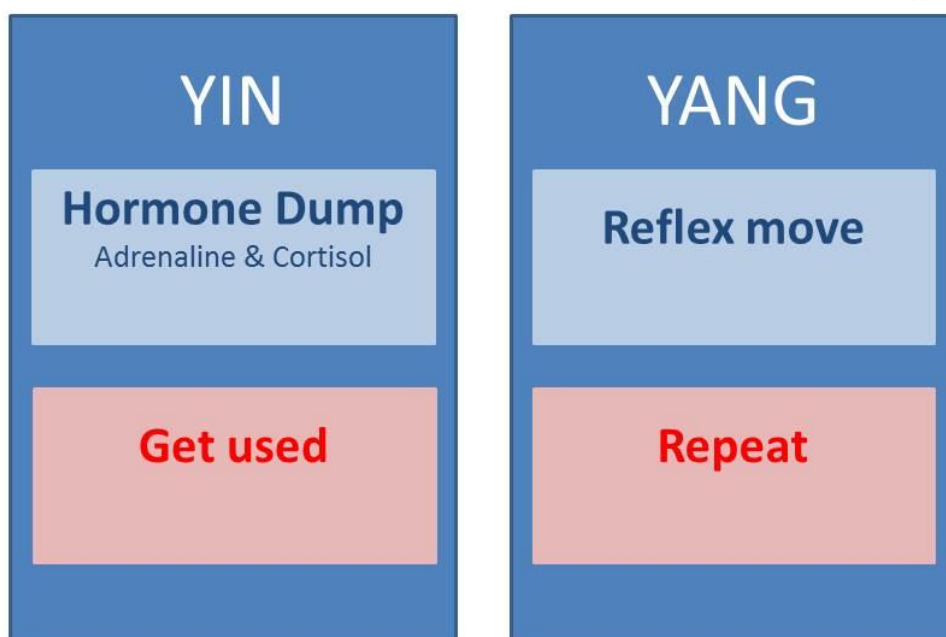 YIN
Hormone Dump
Adrenaline & Cortisol
Get used
YANG
Reflex move
Repeat